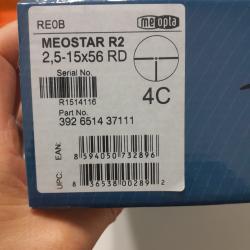 RE0B
meopta
MEOSTAR R2
2,5-15x56 RD
Serial No.
R1514116
4C
Part No.
392 6514 37111
EAN:
8 594050 732896
UPC:
8 36538 00289 2